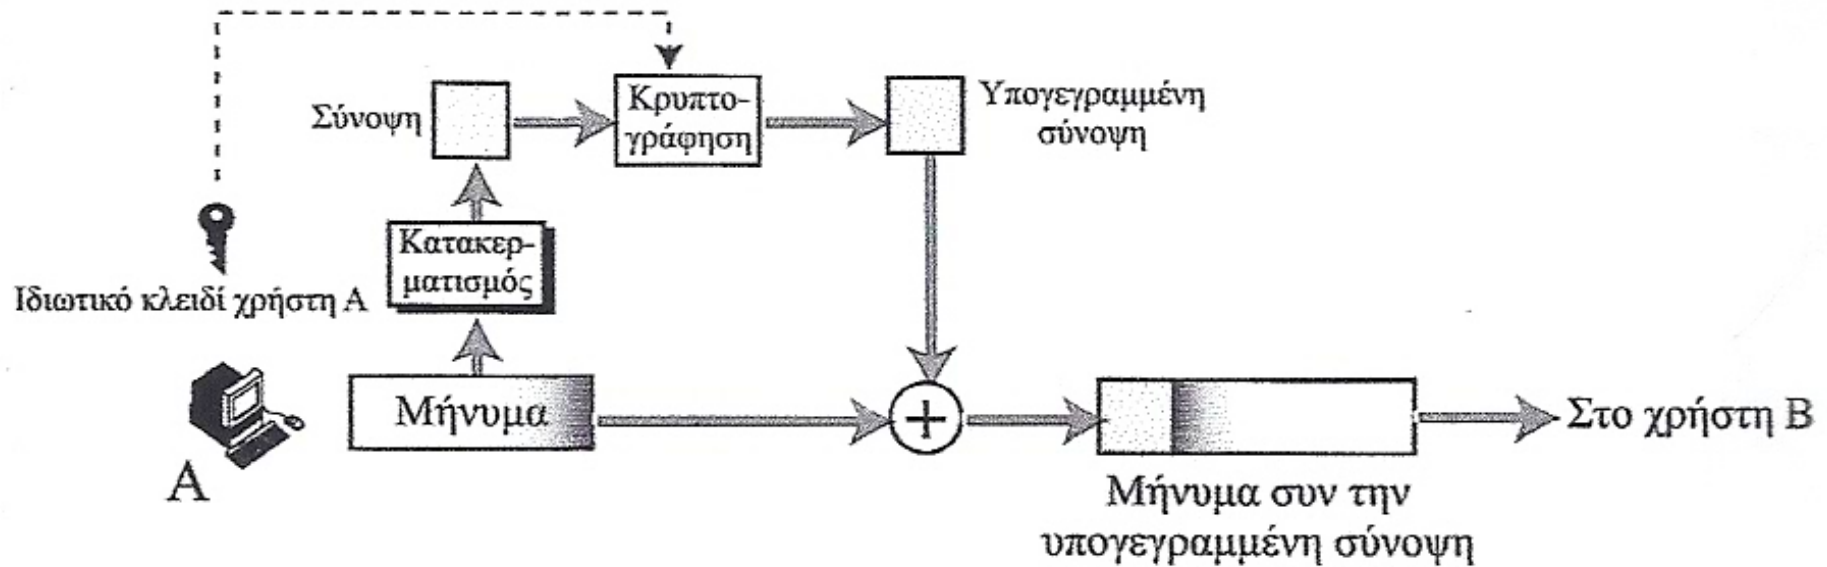 Σύνοψη
Κρυπτο-
γράφηση
Υπογεγραμμένη
σύνοψη
Κατακερ-
ματισμός
Ιδιωτικό κλειδί χρήστη Α
Μήνυμα
+
Στο χρήστη Β
Α
Μήνυμα συν την
υπογεγραμμένη σύνοψη